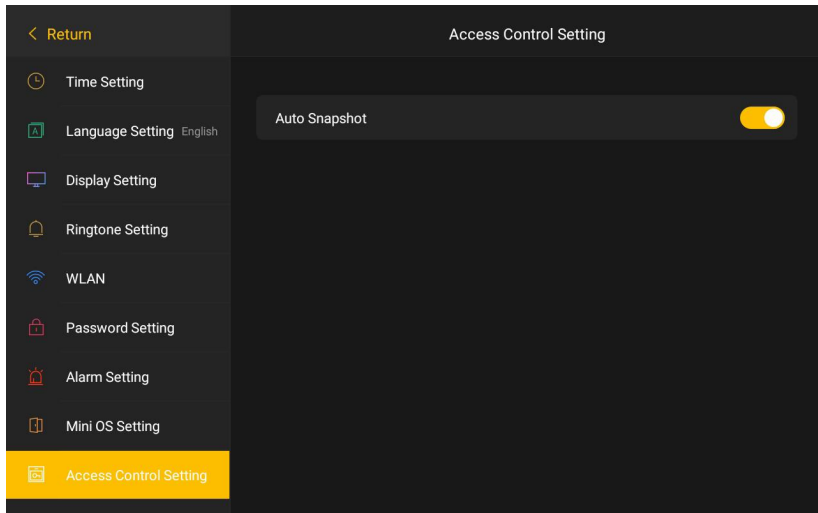 Return
Access Control Setting
Time Setting
Language Setting English
Display Setting
Ringtone Setting
WLAN
Password Setting
Alarm Setting
Mini OS Setting
Access Control Setting
Auto Snapshot